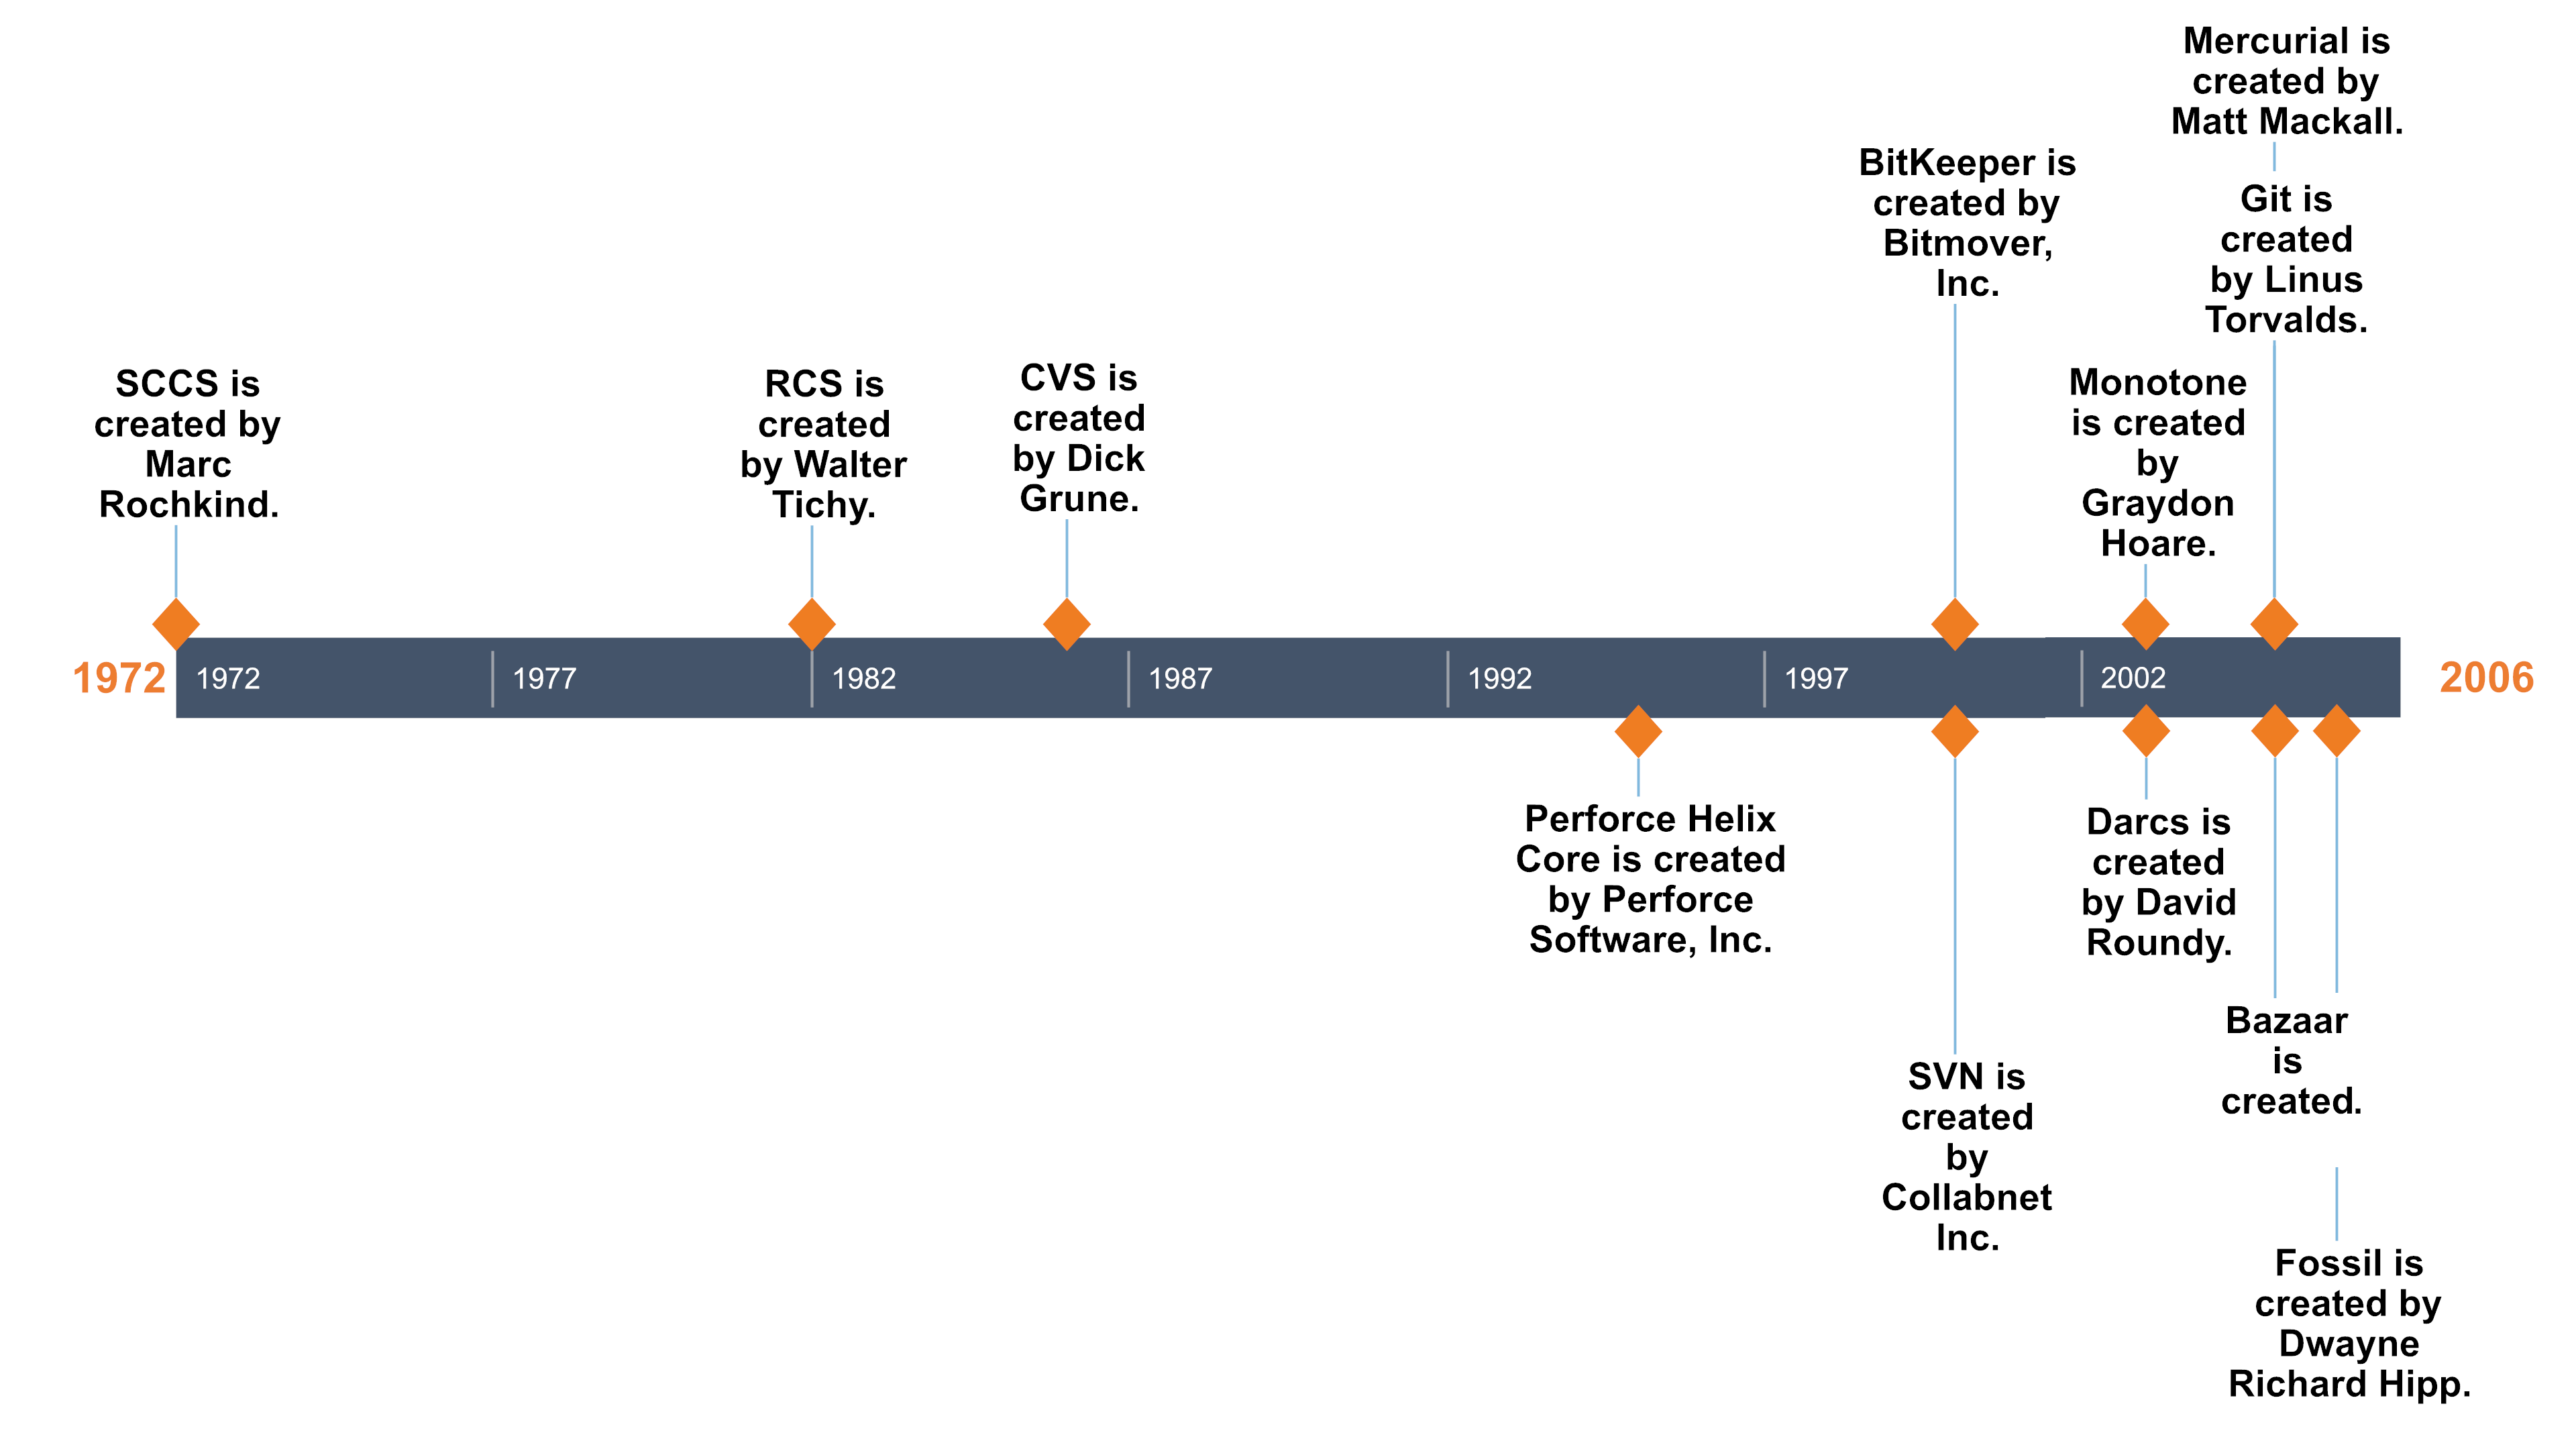 Mercurial is
created by
Matt Mackall.
BitKeeper is
created by
Bitmover,
Inc.
Git is
created
by Linus
Torvalds.
SCCS is
created by
Marc
Rochkind.
RCS is
created
by Walter
Tichy.
CVS is
created
by Dick
Grune.
Monotone
is created
by
Graydon
Hoare.
1972
1972
1977
1982
1987
1992
1997
2002
2006
Perforce Helix
Core is created
by Perforce
Software, Inc.
SVN is
created
by
Collabnet
Inc.
Darcs is
created
by David
Roundy.
Bazaar
is
created.
Fossil is
created by
Dwayne
Richard Hipp.